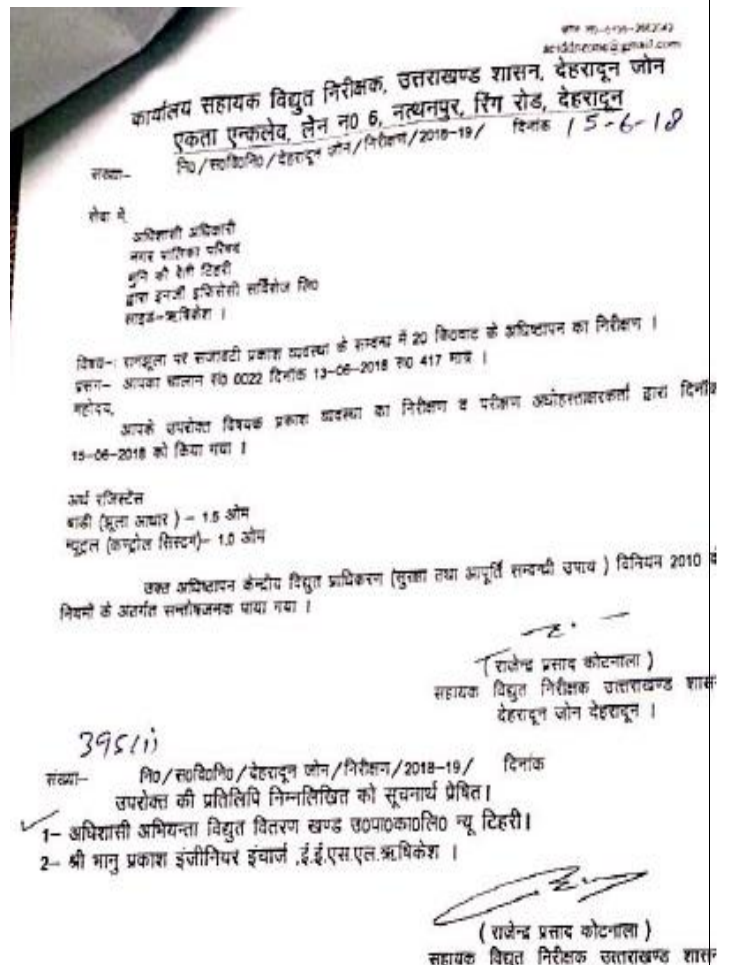 aeiddnzone@gmail.com
कार्यालय सहायक विद्युत निरीक्षक, उत्तराखण्ड शासन, देहरादून जोन
एकता एन्कलेव, लेन न0 6, नत्थनपुर, रिंग रोड, देहरादून
संख्या- नि0/स0वि0नि0/देहरादून जोन/निरीक्षण/2018-19/ दिनांक 15-6-18
सेवा में,
अधिशासी अधिकारी
नगर पालिका परिषद
मुनि की रेती टिहरी
द्वारा इनर्जी इफिसेंसी सर्विसेज लि0
साइड-ऋषिकेश ।
विषय-: रामझूला पर सजावटी प्रकाश व्यवस्था के सम्बन्ध में 20 कि0वाट के अधिष्टापन का निरीक्षण ।
प्रसंग- आपका चालान सं0 0022 दिनांक 13-06-2018 रु0 417 मात्र ।
महोदय,
आपके उपरोक्त विषयक प्रकाश व्यवस्था का निरीक्षण व परीक्षण अधोहस्ताक्षरकर्ता द्वारा दिनॉक
15-06-2018 को किया गया ।
अर्थ रजिस्टेंस
बाडी (झूला आधार ) - 1.5 ओम
न्यूट्रल (कन्ट्रोल सिस्टम)- 1.0 ओम
उक्त अधिष्टापन केन्द्रीय विद्युत प्राधिकरण (सुरक्षा तथा आपूर्ति सम्बन्धी उपाय ) विनियम 2010 के
नियमों के अंतर्गत सन्तोषजनक पाया गया ।
( राजेन्द्र प्रसाद कोटनाला )
सहायक विद्युत निरीक्षक उत्तराखण्ड शासन
देहरादून जोन देहरादून ।
395(1)
संख्या- नि0/स0वि0नि0/देहरादून जोन/निरीक्षण/2018-19/ दिनांक
उपरोक्त की प्रतिलिपि निम्नलिखित को सूचनार्थ प्रेषित।
1- अधिशासी अभियन्ता विद्युत वितरण खण्ड उ0पा0का0लि0 न्यू टिहरी।
2- श्री भानु प्रकाश इंजीनियर इंचार्ज ,ई.ई.एस.एल.ऋषिकेश ।
( राजेन्द्र प्रसाद कोटनाला )
सहायक विद्युत निरीक्षक उत्तराखण्ड शासन